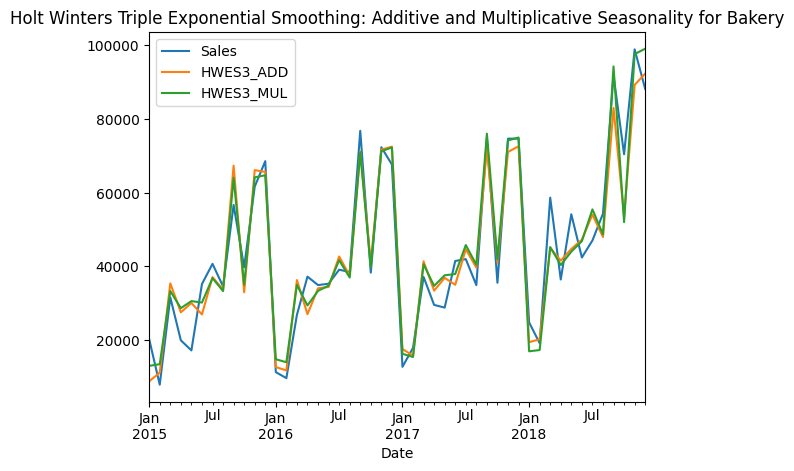 Holt Winters Triple Exponential Smoothing: Additive and Multiplicative Seasonality for Bakery
Sales
HWES3_ADD
HWES3_MUL
100000
80000
60000
40000
20000
Jan Jul Jan Jul Jan Jul Jan Jul
2015 2016 2017 2018
Date